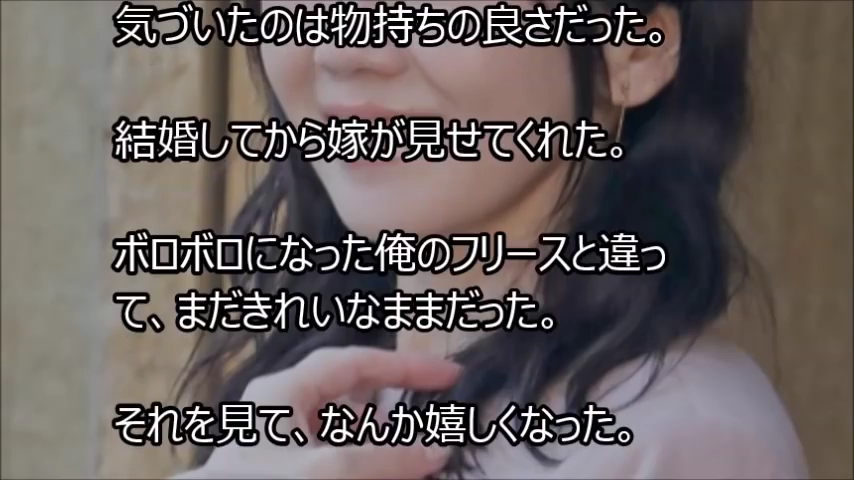 気づいたのは物持ちの良さだった。
結婚してから嫁が見せてくれた。
ボロボロになった俺のフリースと違っ
て、まだきれいなままだった。
それを見て、なんか嬉しくなった。